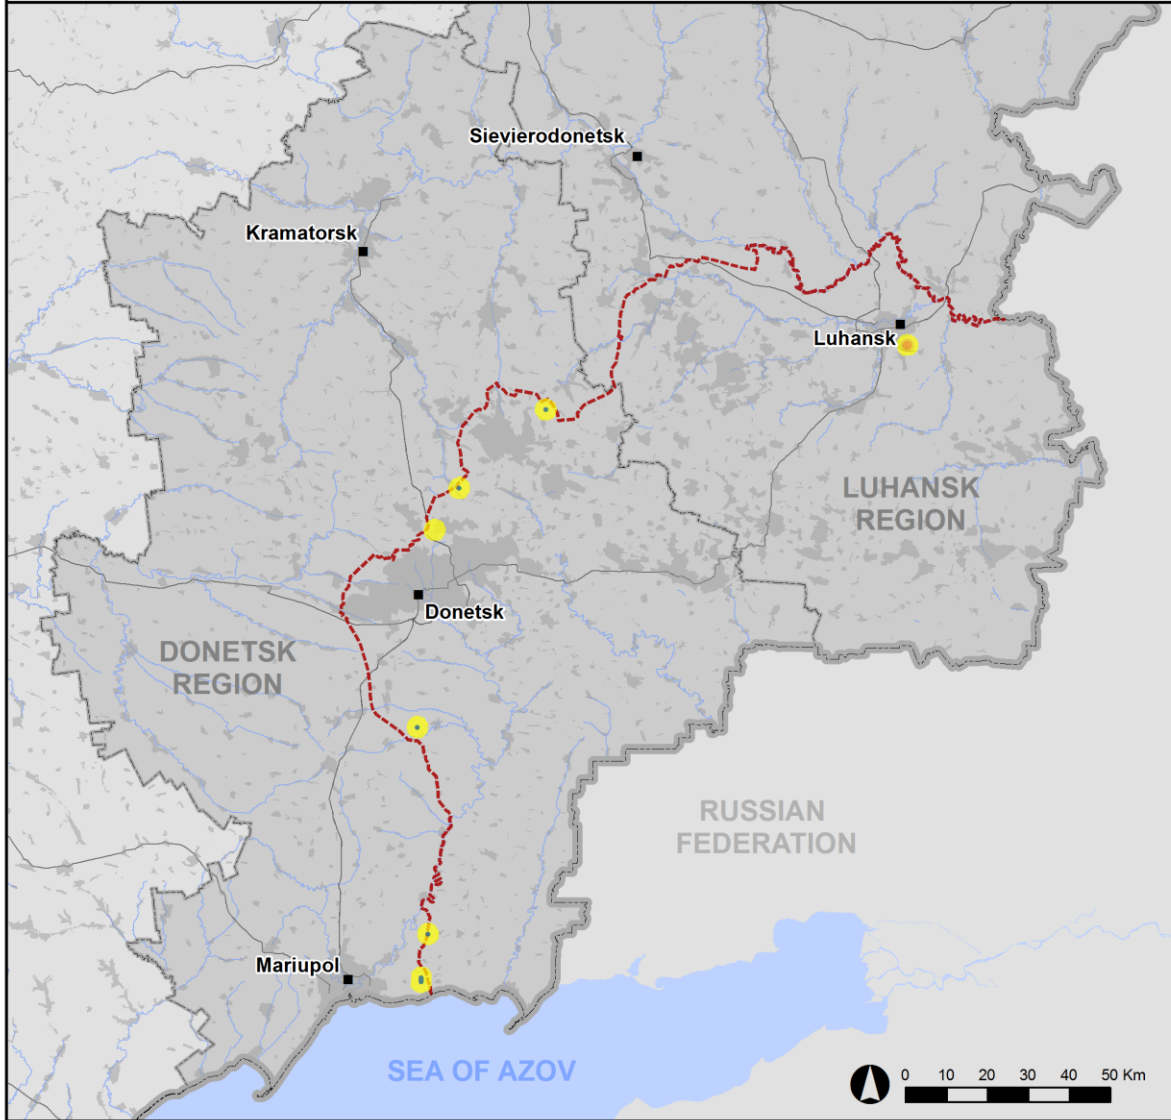 Sievierodonetsk
Kramatorsk
Luhansk
LUHANSK
REGION
Donetsk
DONETSK
REGION
RUSSIAN
FEDERATION
Mariupol
SEA OF AZOV
0 10 20 30 40 50 Km